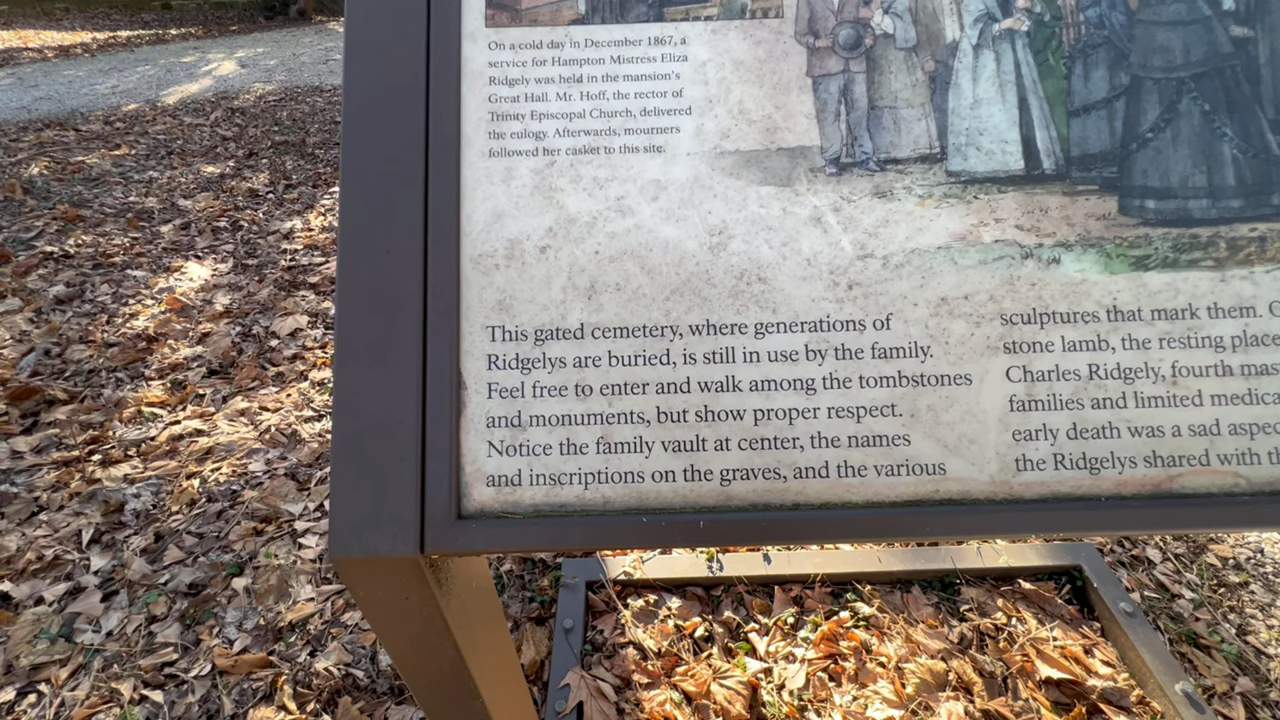 On a cold day in December 1867, a
service for Hampton Mistress Eliza
Ridgely was held in the mansion's
Great Hall. Mr. Hoff, the rector of
Trinity Episcopal Church, delivered
the eulogy. Afterwards, mourners
followed her casket to this site.
This gated cemetery, where generations of
Ridgelys are buried, is still in use by the family.
Feel free to enter and walk among the tombstones
and monuments, but show proper respect.
Notice the family vault at center, the names
and inscriptions on the graves, and the various
sculptures that mark them.
stone lamb, the resting place
Charles Ridgely, fourth
families and limited
early death was a sad
the Ridgelys shared with